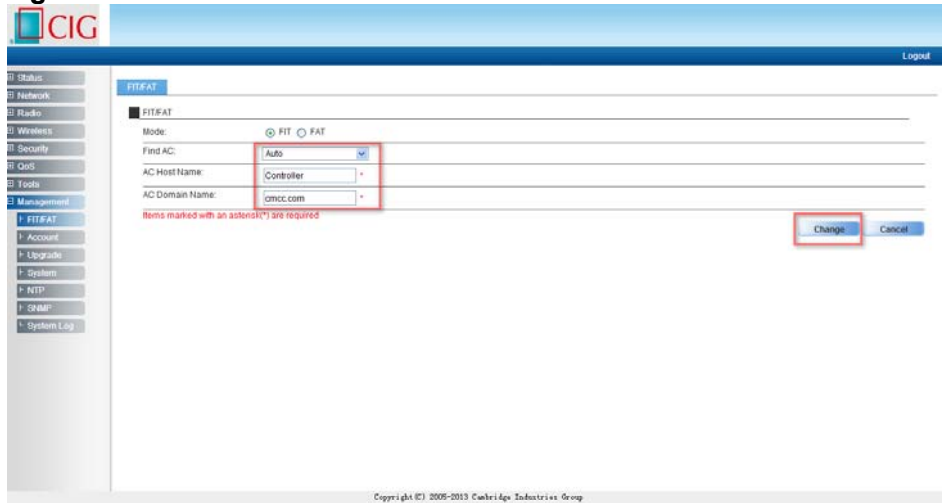 CIG
Logout
Status
Network
Radio
Wireless
Security
QoS
Tools
Management
FIT/FAT
Account
Upgrade
System
NTP
SNMP
System Log
FIT/FAT
FIT/FAT
Mode: FIT FAT
Find AC: Auto
AC Host Name: Controller *
AC Domain Name: cmcc.com *
Items marked with an asterisk(*) are required
Change Cancel
Copyright(C) 2005-2013 Cambridge Industries Group